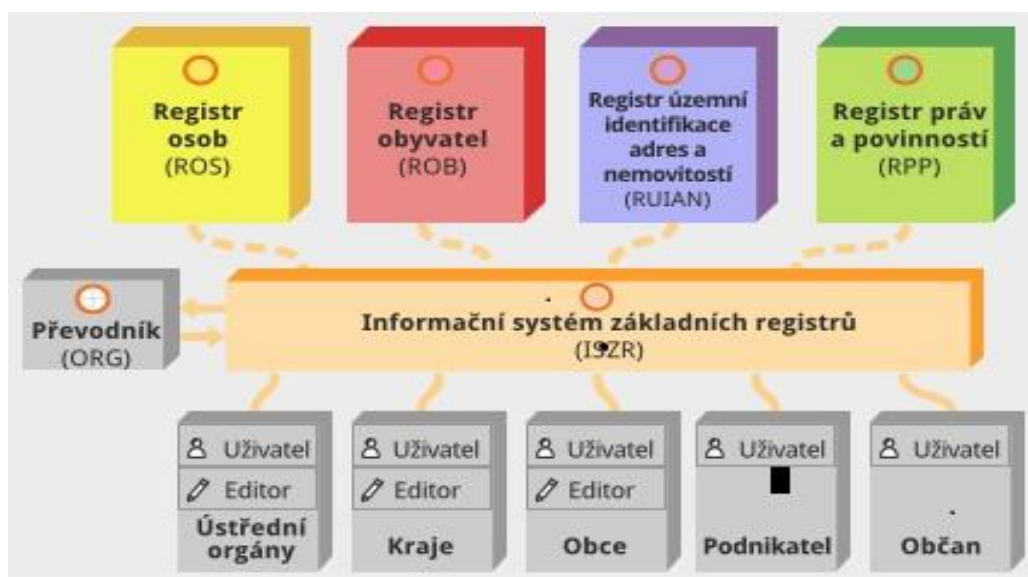 Registr
osob
(ROS)
Registr
obyvatel
(ROB)
Registr územní
identifikace
adres a
nemovitostí
(RUIAN)
Registr práv
a povinností
(RPP)
Převodník
(ORG)
Informační systém základních registrů
(ISZR)
Uživatel
Editor
Ústřední
orgány
Uživatel
Editor
Kraje
Uživatel
Editor
Obce
Uživatel
Podnikatel
Uživatel
Občan